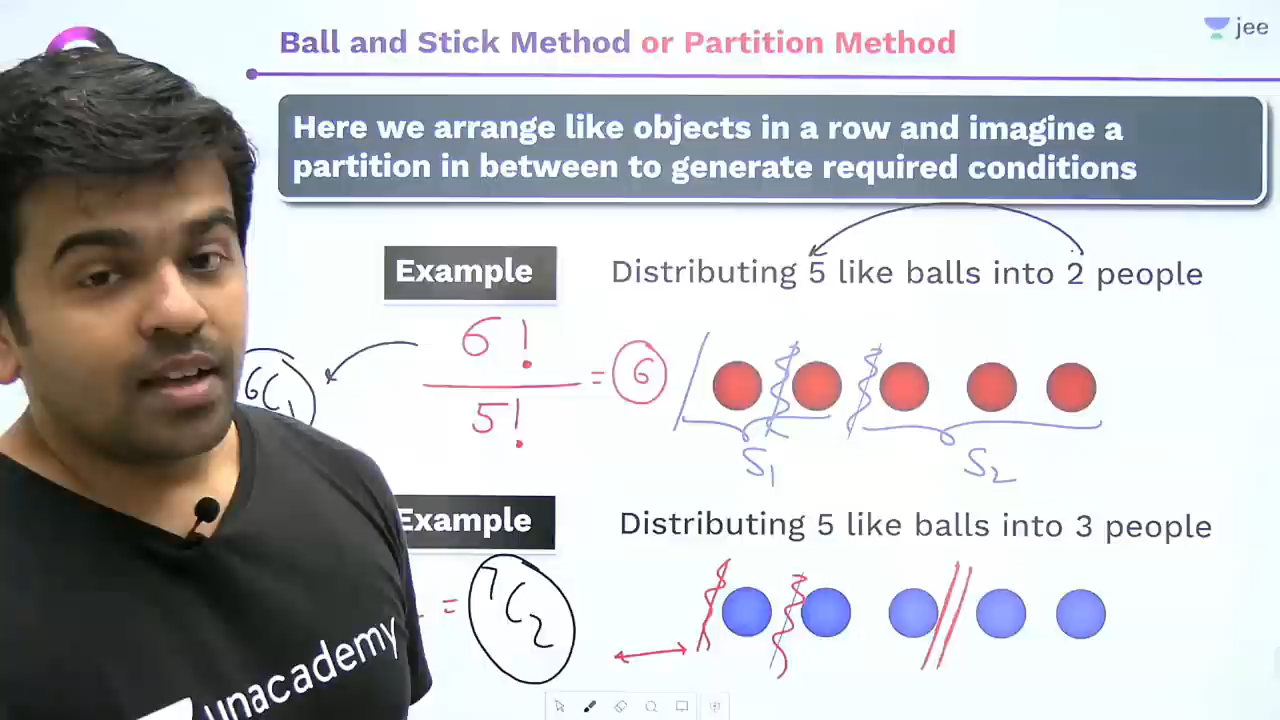 Ball and Stick Method or Partition Method
jee
Here we arrange like objects in a row and imagine a
partition in between to generate required conditions
Example
Distributing 5 like balls into 2 people
6!
5!
= 6
6C1
S1
S2
Example
Distributing 5 like balls into 3 people
= 7C2
unacademy